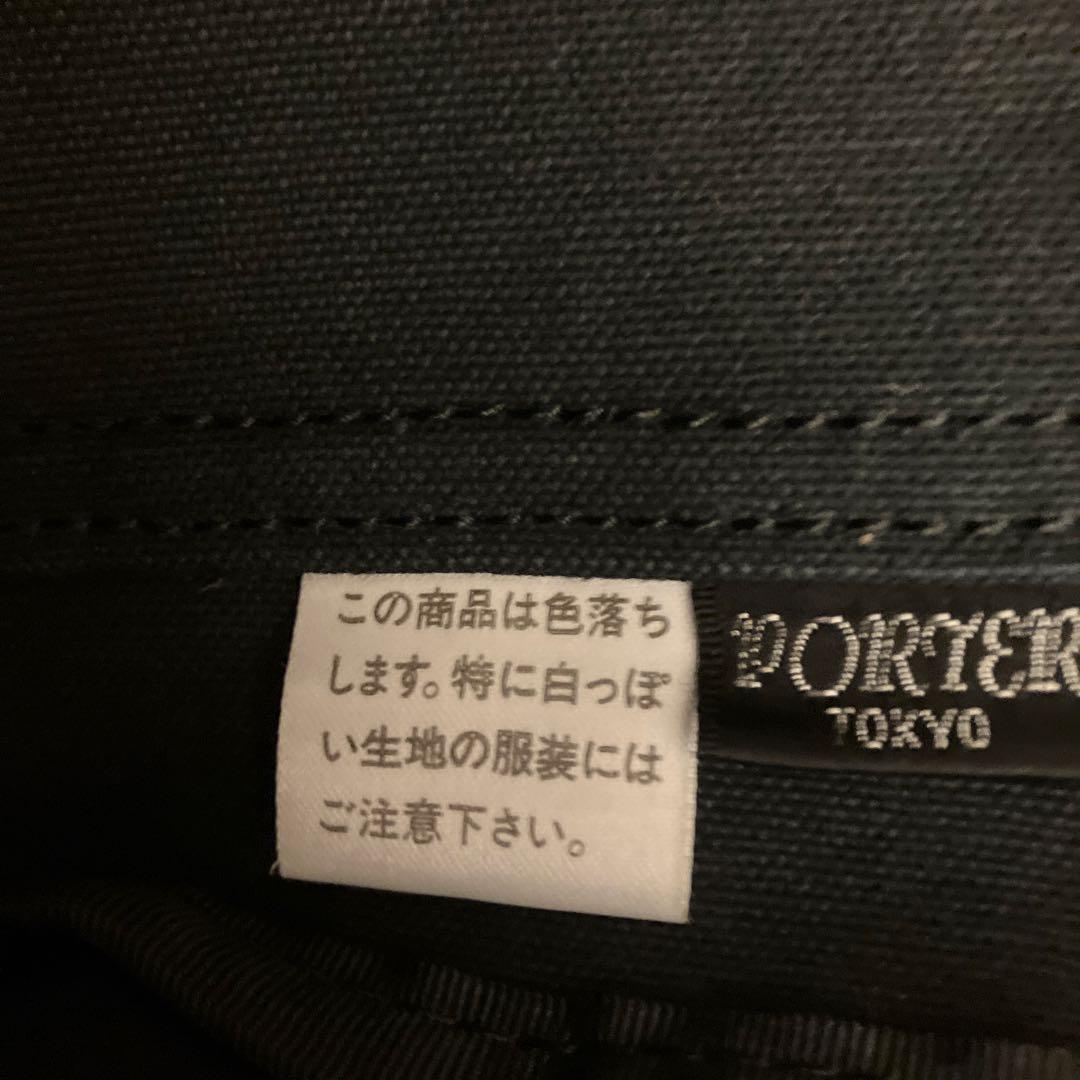 この商品は色落ち
します。特に白っぽ
い生地の服装には
ご注意下さい。
PORTER
TOKYO